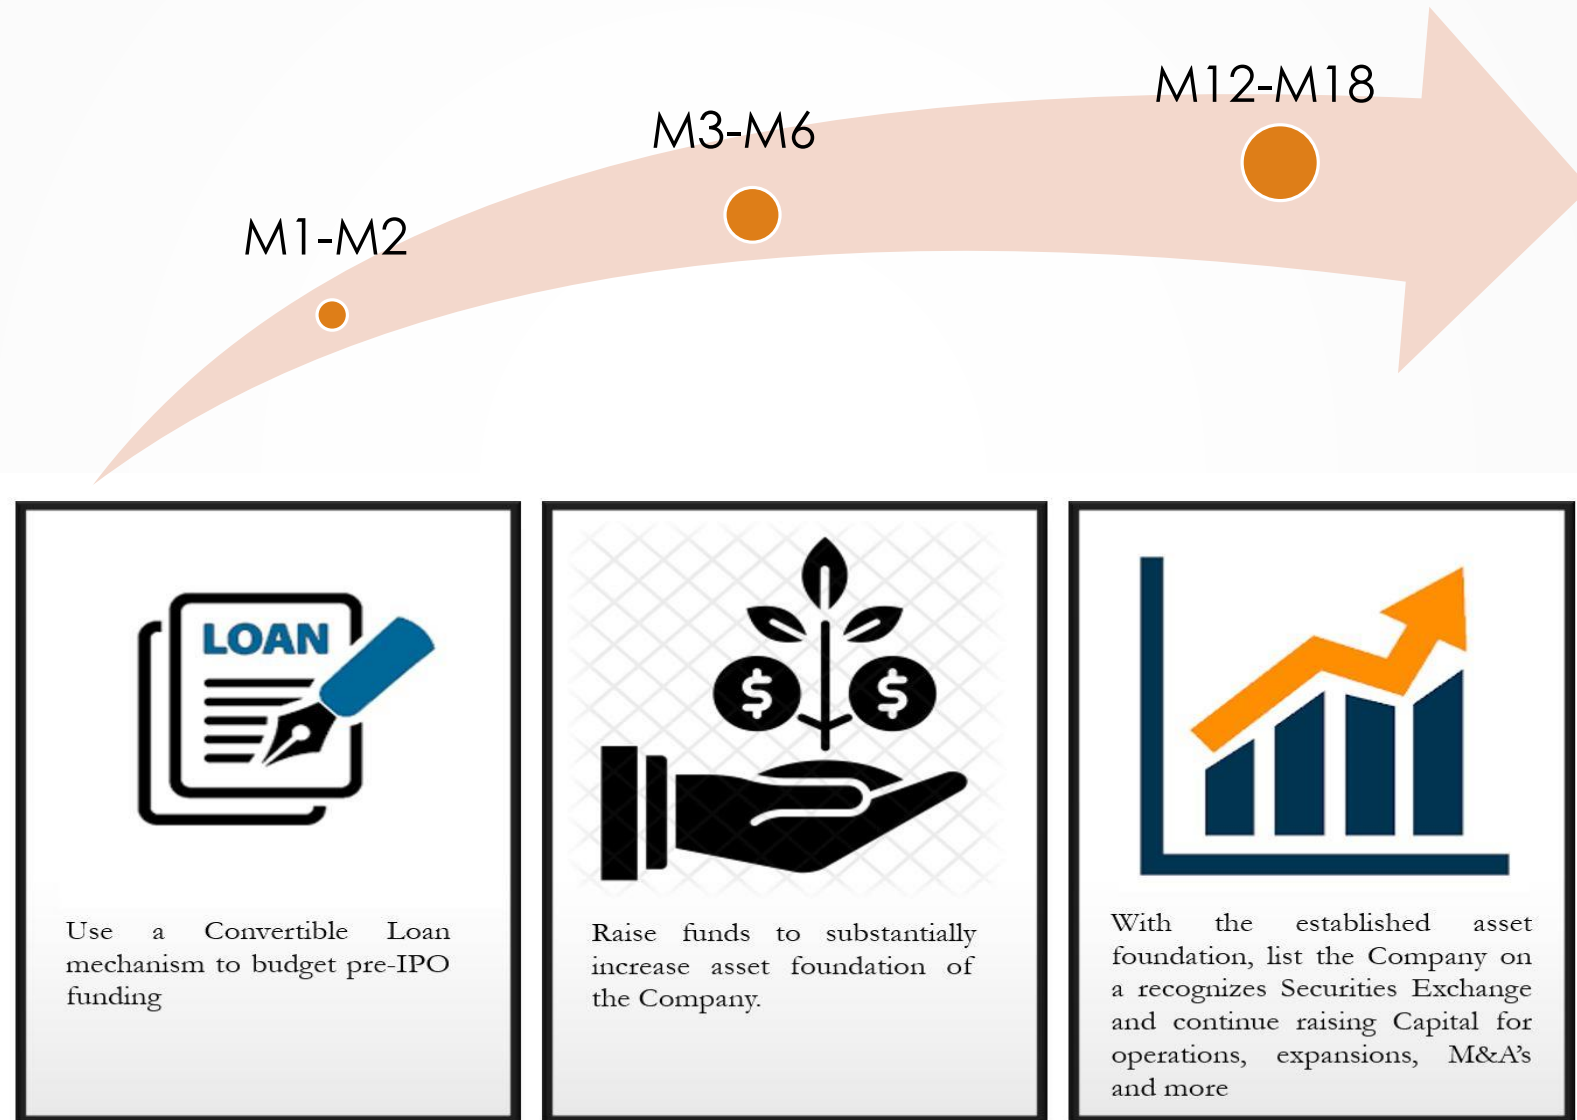 M1-M2
M3-M6
M12-M18
LOAN
Use a Convertible Loan
mechanism to budget pre-IPO
funding
$ $
Raise funds to substantially
increase asset foundation of
the Company.
With the established asset
foundation, list the Company on
a recognizes Securities Exchange
and continue raising Capital for
operations, expansions, M&A's
and more